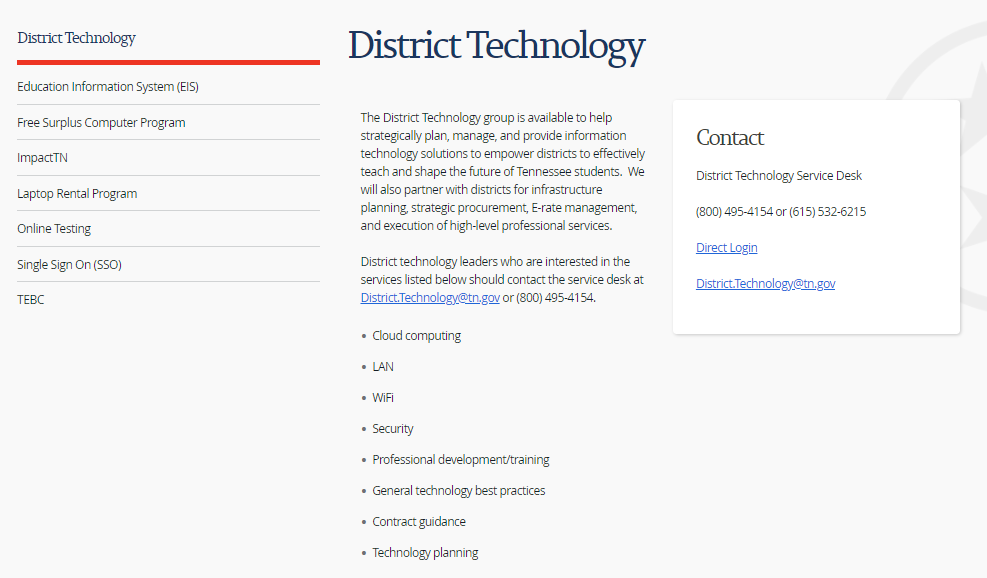 District Technology
Education Information System (EIS)
Free Surplus Computer Program
ImpactTN
Laptop Rental Program
Online Testing
Single Sign On (SSO)
TEBC
District Technology
The District Technology group is available to help
strategically plan, manage, and provide information
technology solutions to empower districts to effectively
teach and shape the future of Tennessee students.  We
will also partner with districts for infrastructure
planning, strategic procurement, E-rate management,
and execution of high-level professional services.
District technology leaders who are interested in the
services listed below should contact the service desk at
District.Technology@tn.gov or (800) 495-4154.
• Cloud computing
• LAN
• WiFi
• Security
• Professional development/training
• General technology best practices
• Contract guidance
• Technology planning
Contact
District Technology Service Desk
(800) 495-4154 or (615) 532-6215
Direct Login
District.Technology@tn.gov